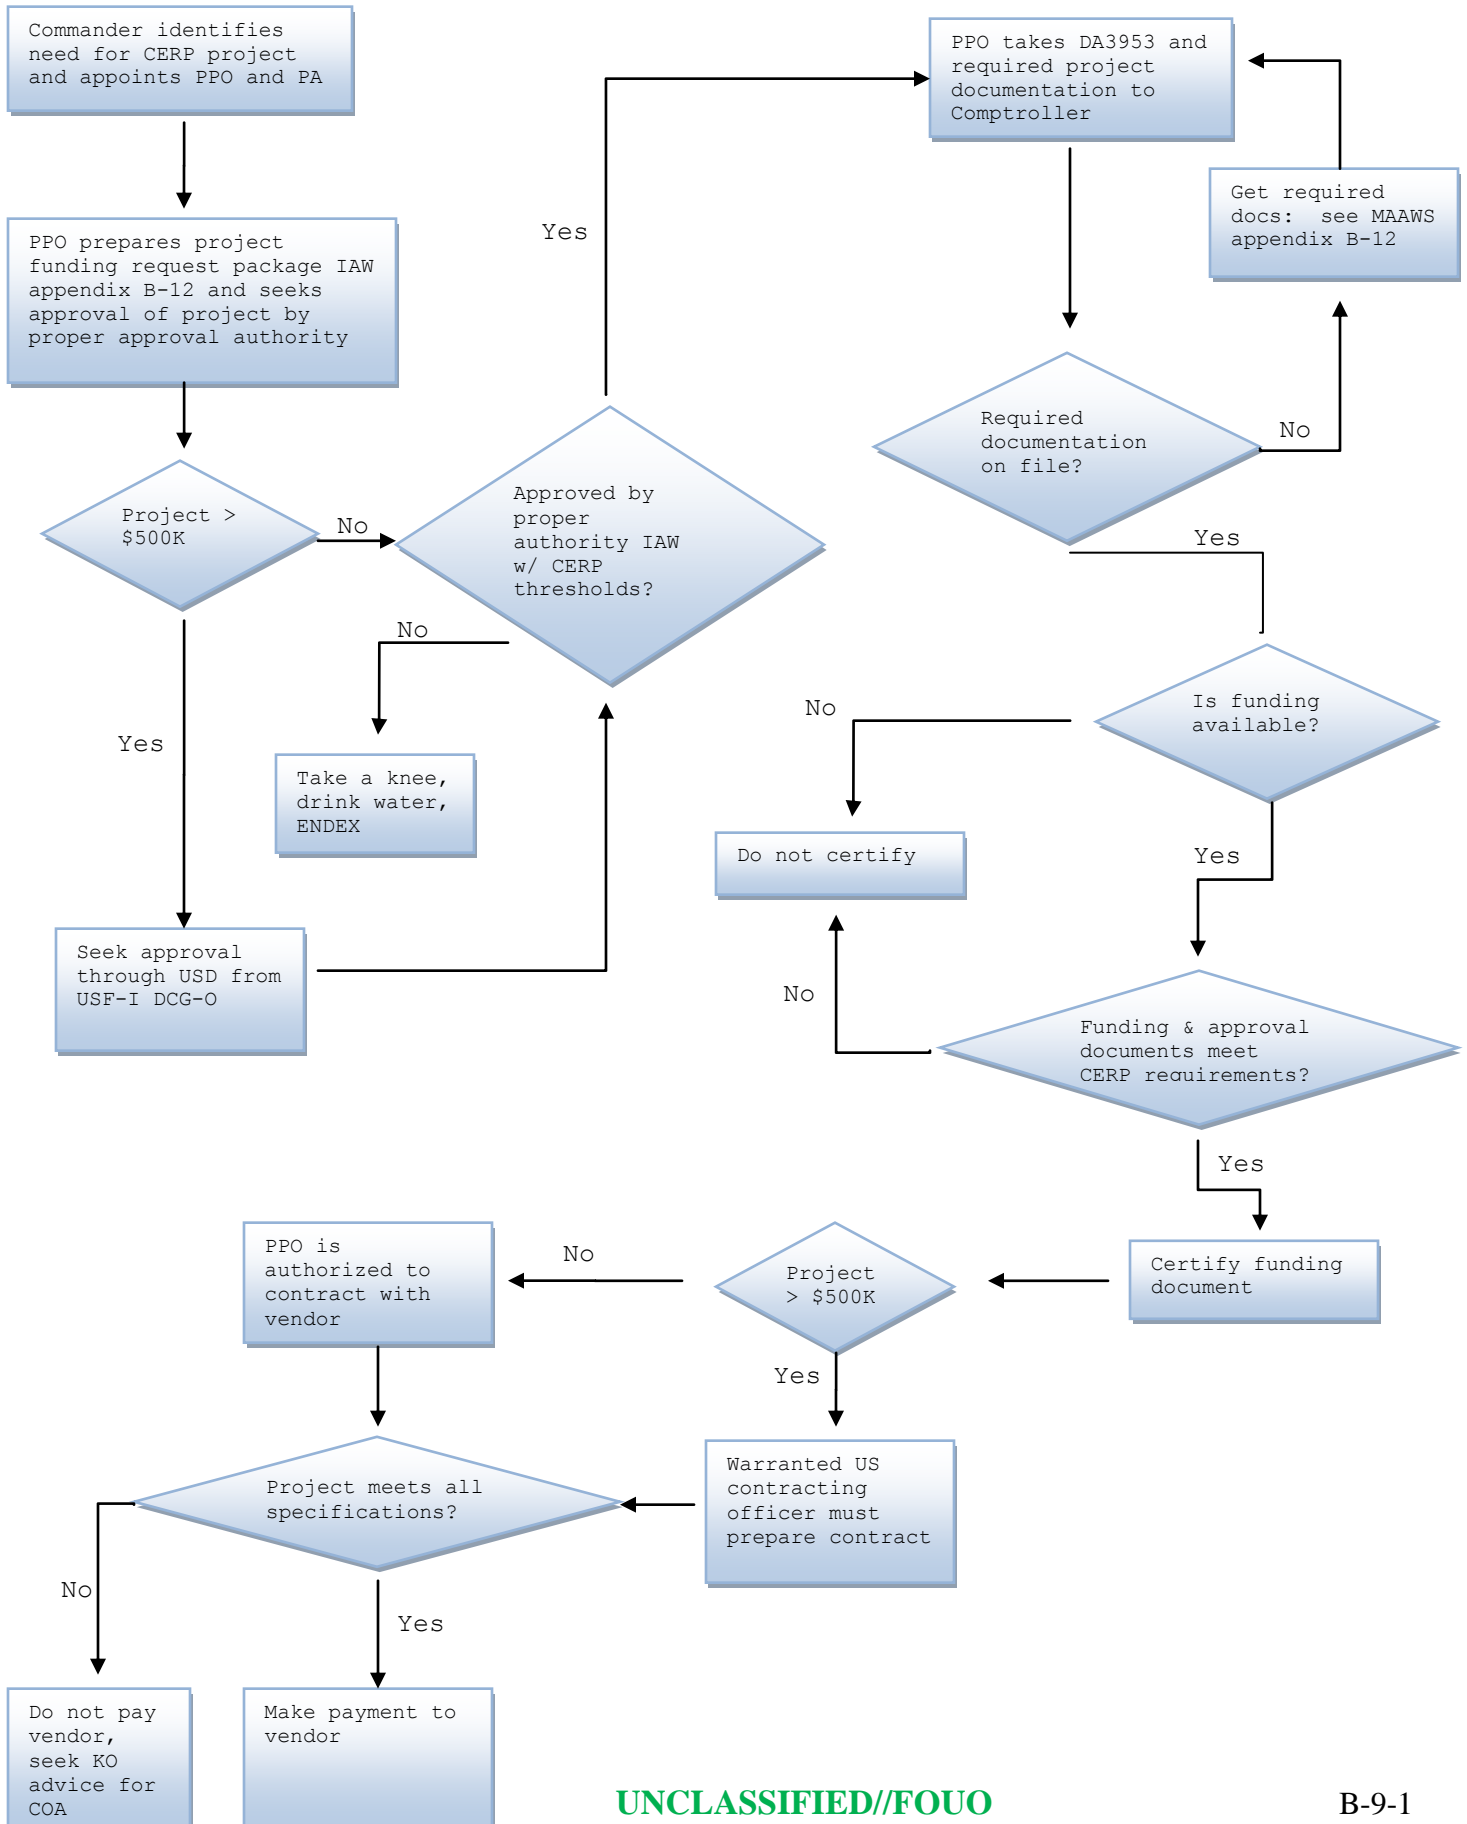 Commander identifies
need for CERP project
and appoints PPO and PA
PPO prepares project
funding request package IAW
appendix B-12 and seeks
approval of project by
proper approval authority
Project >
$500K
No
Yes
Seek approval
through USD from
USF-I DCG-O
Approved by
proper
authority IAW
w/ CERP
thresholds?
No
Take a knee,
drink water,
ENDEX
Yes
PPO takes DA3953 and
required project
documentation to
Comptroller
Get required
docs:  see MAAWS
appendix B-12
Required
documentation
on file?
No
Yes
Is funding
available?
No
Do not certify
Yes
No
Funding & approval
documents meet
CERP requirements?
Yes
Certify funding
document
Project
> $500K
No
PPO is
authorized to
contract with
vendor
Yes
Warranted US
contracting
officer must
prepare contract
Project meets all
specifications?
No
Yes
Do not pay
vendor,
seek KO
advice for
COA
Make payment to
vendor
UNCLASSIFIED//FOUO
B-9-1